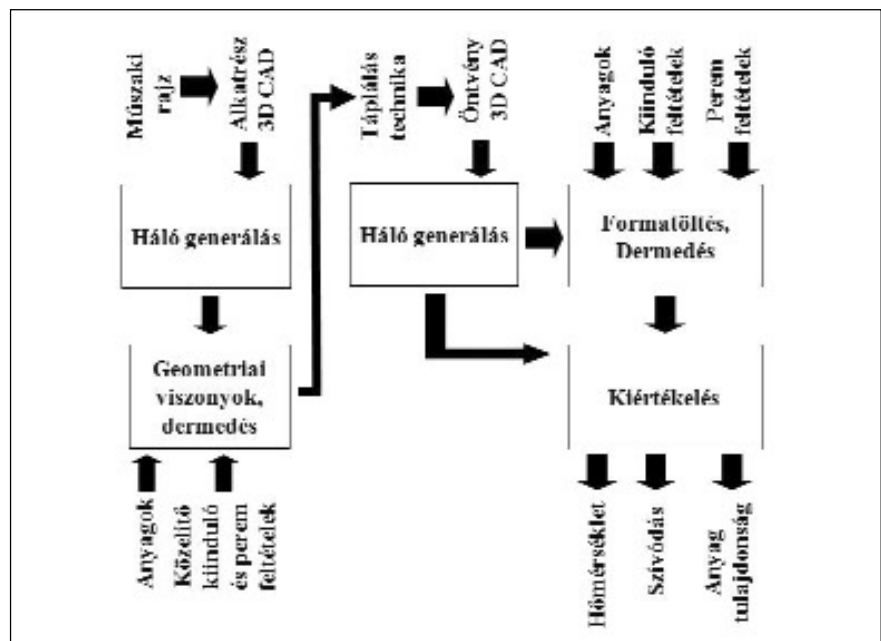 Műszaki
rajz
Alkatrész
3D CAD
Táplálás
technika
Öntvény
3D CAD
Anyagok
Kiinduló
feltételek
Perem
feltételek
Háló generálás
Háló generálás
Formatöltés,
Dermedés
Geometriai
viszonyok,
dermedés
Kiértékelés
Anyagok
Közelítő
kiinduló
és perem
feltételek
Hőmérséklet
Szívódás
Anyag
tulajdonság